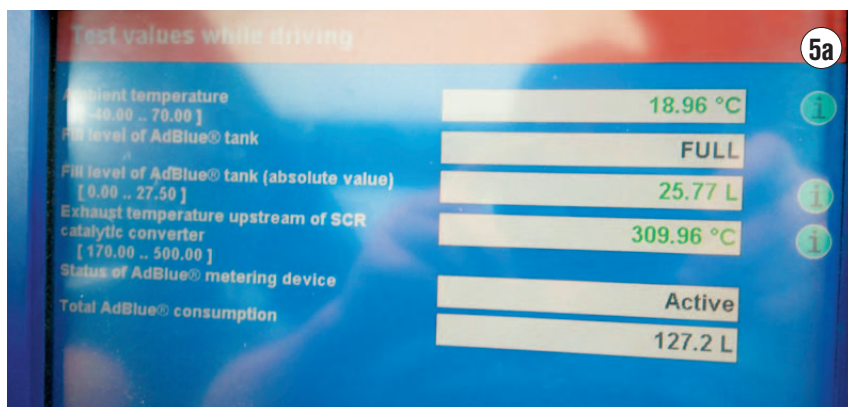 Test values while driving
5a
Ambient temperature
[-40.00 .. 70.00 ]
18.96 °C
i
Fill level of AdBlue® tank
FULL
Fill level of AdBlue® tank (absolute value)
[ 0.00 .. 27.50 ]
25.77 L
i
Exhaust temperature upstream of SCR
catalytic converter
[ 170.00 .. 500.00 ]
309.96 °C
i
Status of AdBlue® metering device
Active
Total AdBlue® consumption
127.2 L